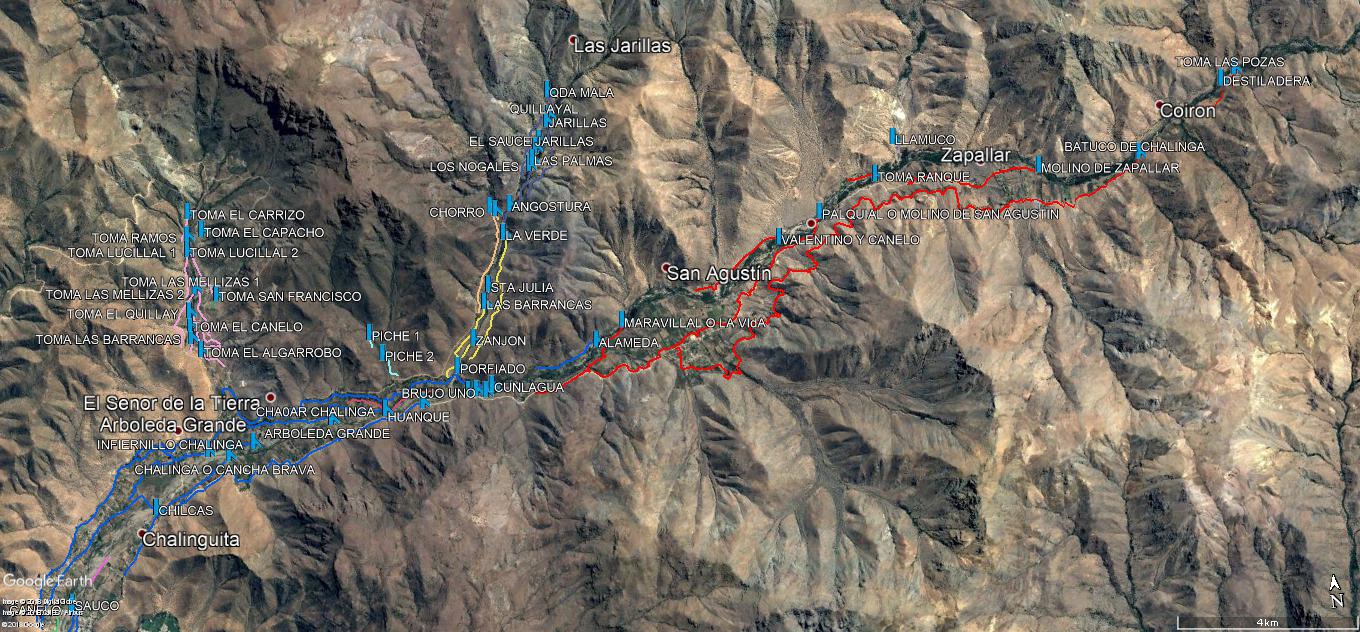 Las Jarillas
TOMA LAS POZAS
DESTILADERA
QDA MALA
QUILLAYAL
JARILLAS
Coiron
EL SAUCE JARILLAS
LLAMUCO
BATUCO DE CHALINGA
Zapallar
LOS NOGALES
LAS PALMAS
MOLINO DE ZAPALLAR
TOMA RANQUE
CHORRO
ANGOSTURA
TOMA EL CARRIZO
PALQUIAL O MOLINO DE SAN AGUSTIN
TOMA EL CAPACHO
TOMA RAMOS
LA VERDE
VALENTINO Y CANELO
TOMA LUCILLAL 1
TOMA LUCILLAL 2
San Agustín
TOMA LAS MELLIZAS 1
STA JULIA
TOMA LAS MELLIZAS 2
TOMA SAN FRANCISCO
LAS BARRANCAS
TOMA EL QUILLAY
TOMA EL CANELO
MARAVILLAL O LA VIdA
PICHE 1
TOMA LAS BARRANCAS
ZANJON
ALAMEDA
TOMA EL ALGARROBO
PICHE 2
PORFIADO
BRUJO UNO
CUNLAGUA
El Senor de la Tierra
CHA0AR CHALINGA
HUANQUE
Arboleda Grande
ARBOLEDA GRANDE
INFIERNILLO CHALINGA
CHALINGA O CANCHA BRAVA
CHILCAS
Chalinguita
Google Earth
SAUCO
CANELO
© 2018 Google
N
4 km